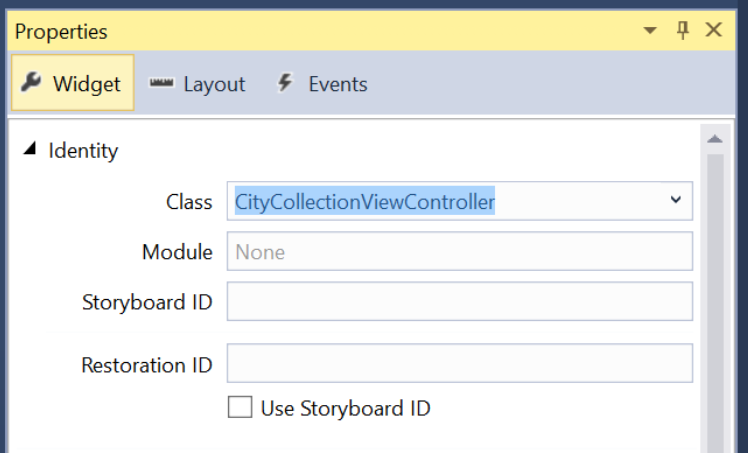 Properties
Widget Layout Events
Identity
Class CityCollectionViewController
Module None
Storyboard ID
Restoration ID
Use Storyboard ID